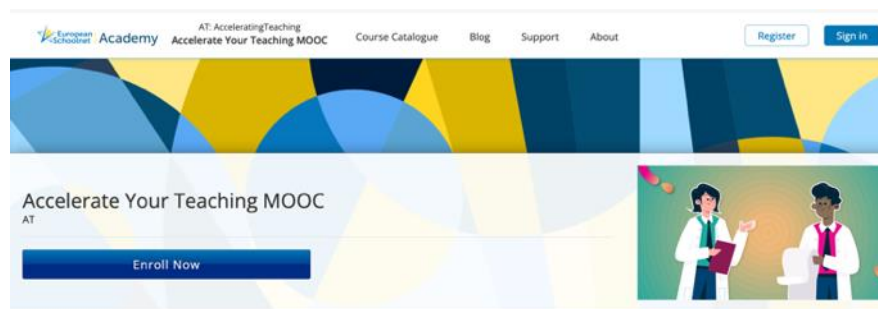 European Schoolnet Academy
AT: AcceleratingTeaching
Accelerate Your Teaching MOOC
Course Catalogue
Blog
Support
About
Register
Sign in
Accelerate Your Teaching MOOC
AT
Enroll Now